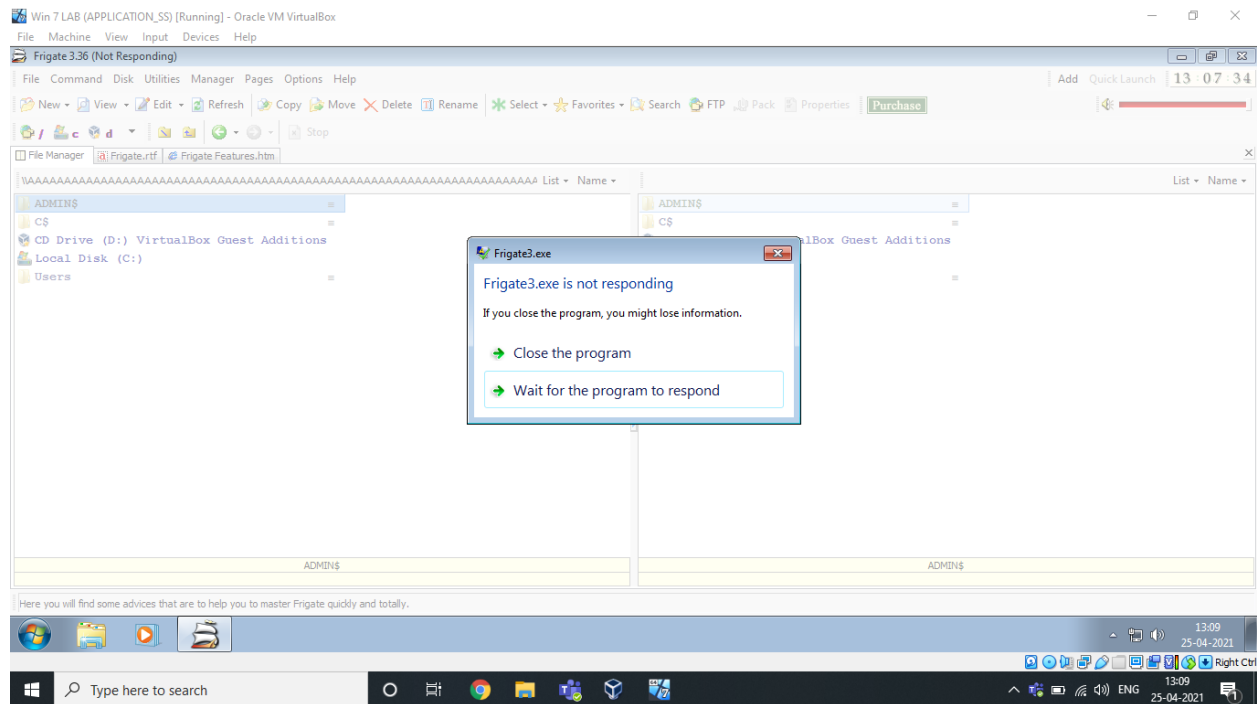 Win 7 LAB (APPLICATION_SS) [Running] - Oracle VM VirtualBox
File Machine View Input Devices Help
Frigate 3.36 (Not Responding)
File Command Disk Utilities Manager Pages Options Help
Add Quick Launch 13:07:34
New View Edit Refresh Copy Move Delete Rename Select Favorites Search FTP Pack Properties Purchase
/ c d Stop
File Manager Frigate.rtf Frigate Features.htm
List Name
List Name
ADMIN$
C$
CD Drive (D:) VirtualBox Guest Additions
Local Disk (C:)
Users
ADMIN$
C$
alBox Guest Additions
Frigate3.exe
Frigate3.exe is not responding
If you close the program, you might lose information.
Close the program
Wait for the program to respond
ADMIN$
ADMIN$
Here you will find some advices that are to help you to master Frigate quickly and totally.
13:09
25-04-2021
Right Ctrl
Type here to search
ENG
13:09
25-04-2021